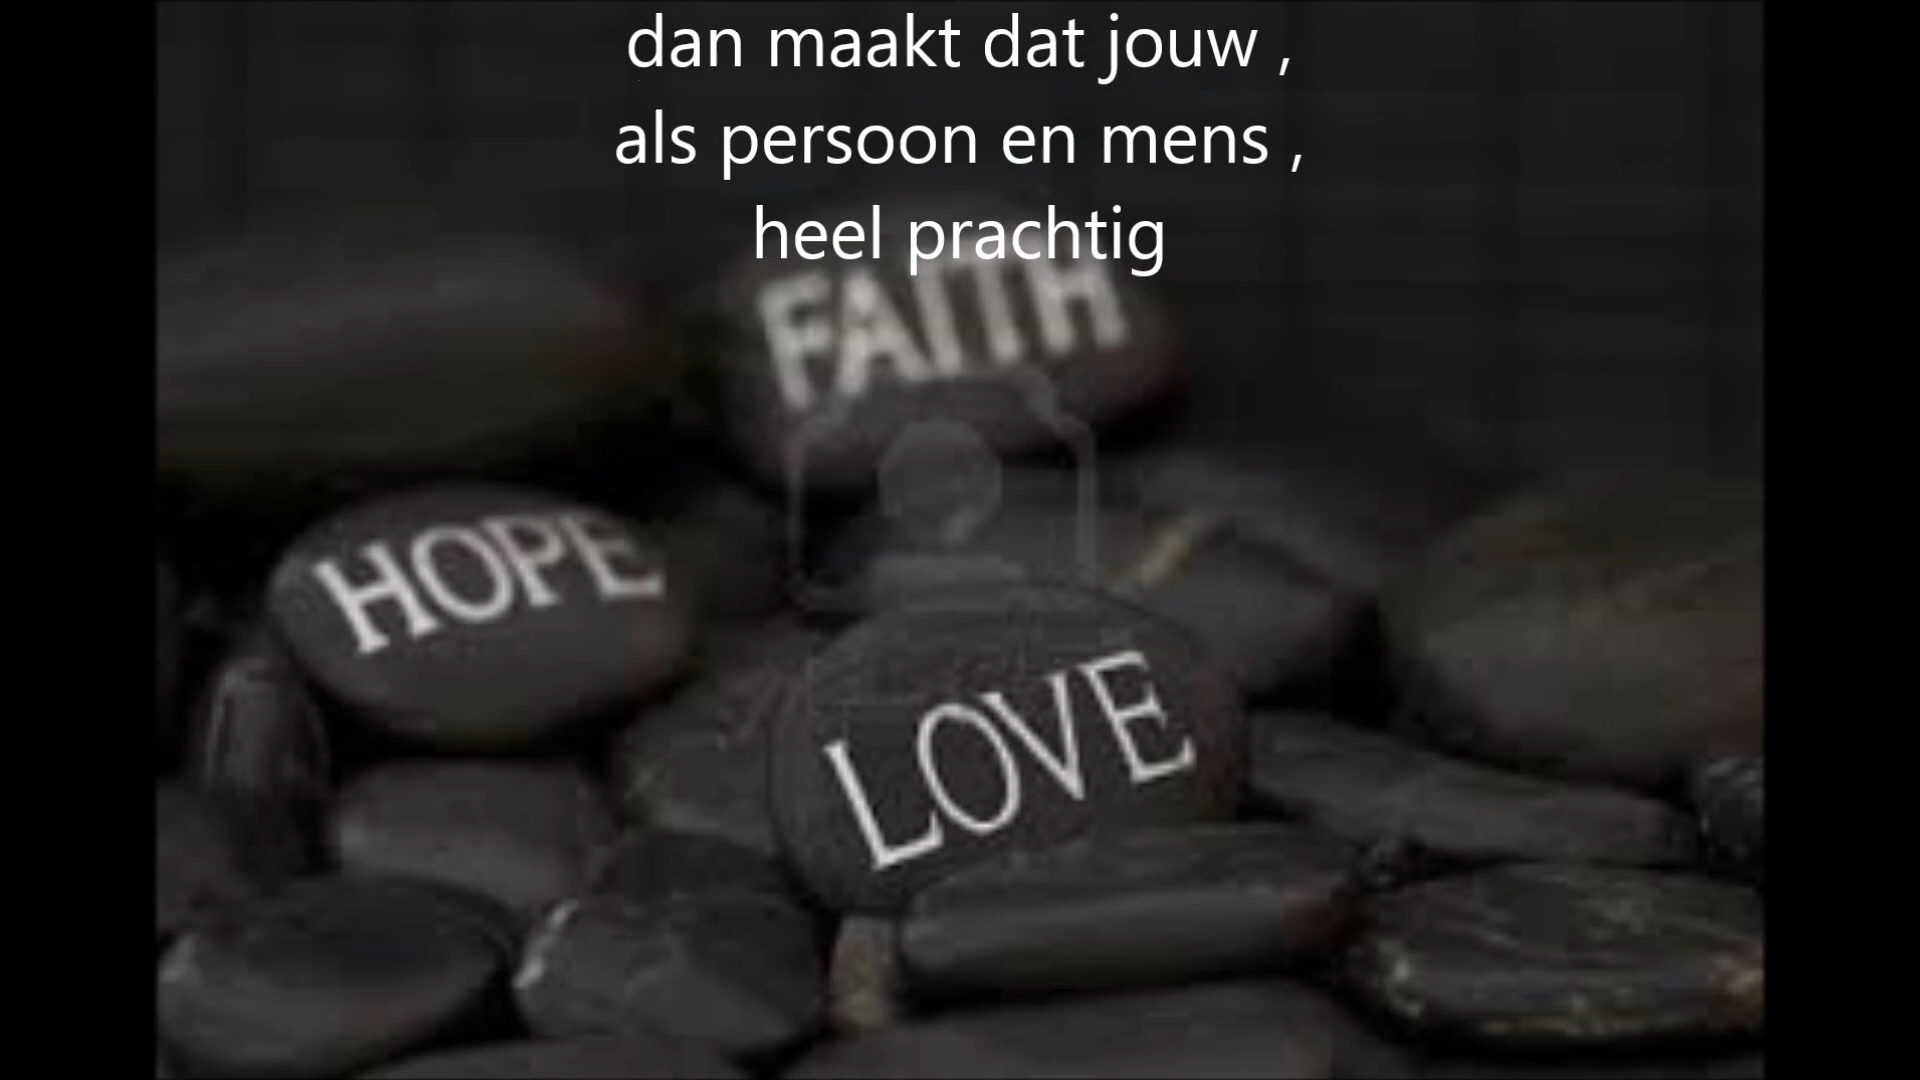 dan maakt dat jouw ,
als persoon en mens ,
heel prachtig
FAITH
HOPE
LOVE